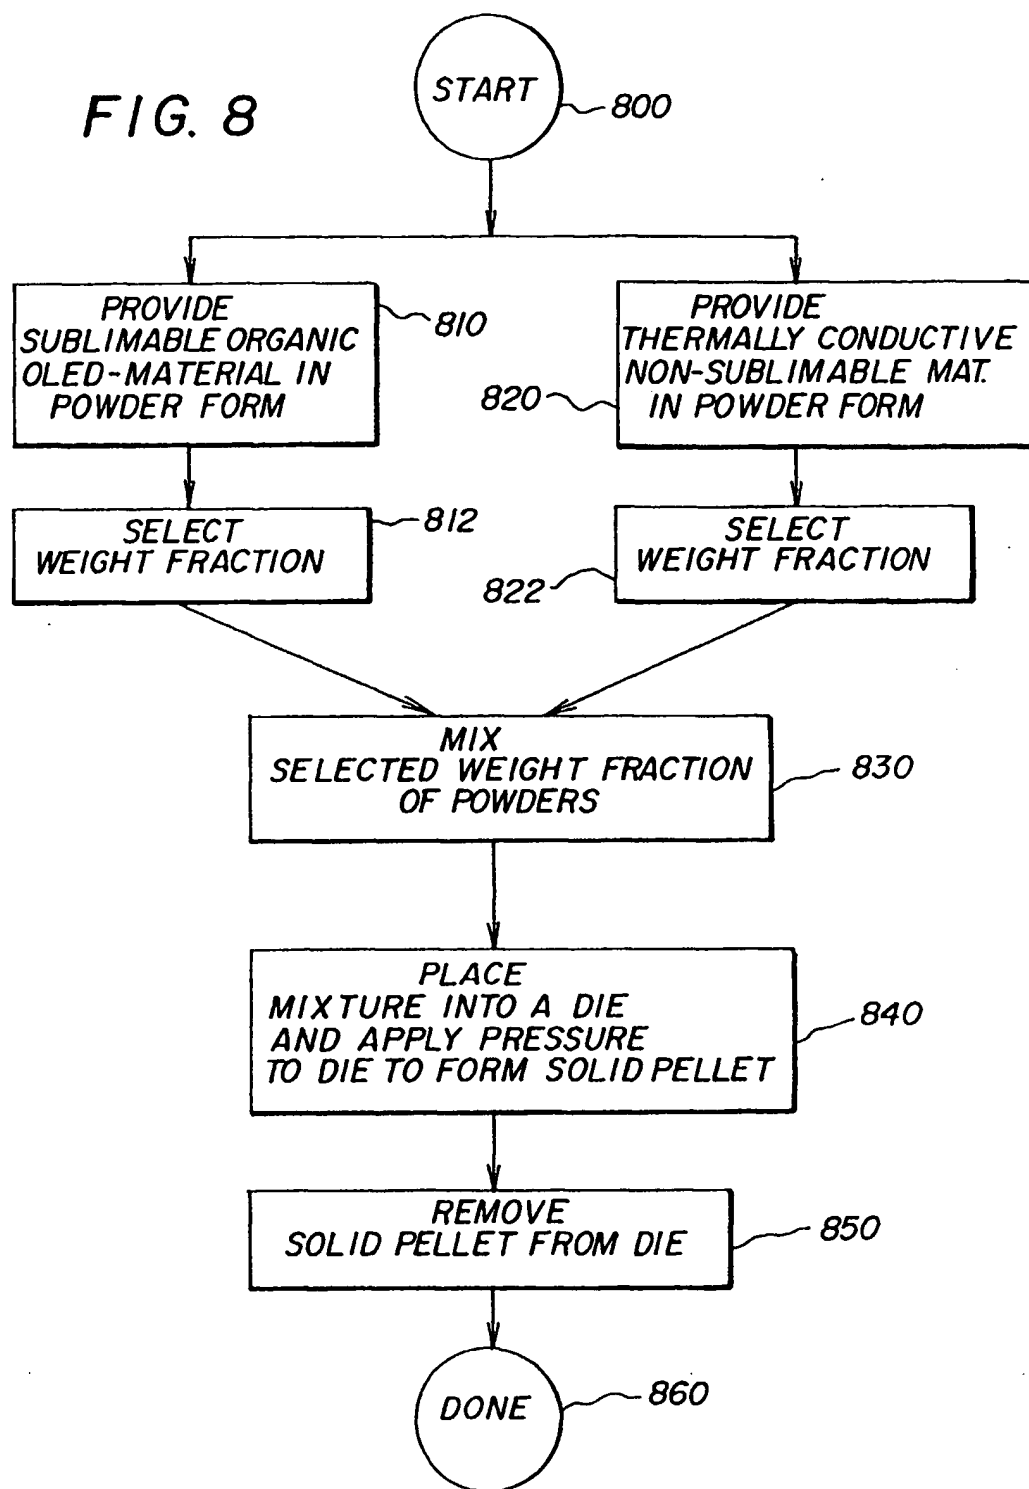 FIG. 8
START
800
PROVIDE
SUBLIMABLE ORGANIC
OLED-MATERIAL IN
POWDER FORM
810
PROVIDE
THERMALLY CONDUCTIVE
NON-SUBLIMABLE MAT.
IN POWDER FORM
820
SELECT
WEIGHT FRACTION
812
SELECT
WEIGHT FRACTION
822
MIX
SELECTED WEIGHT FRACTION
OF POWDERS
830
PLACE
MIXTURE INTO A DIE
AND APPLY PRESSURE
TO DIE TO FORM SOLID PELLET
840
REMOVE
SOLID PELLET FROM DIE
850
DONE
860